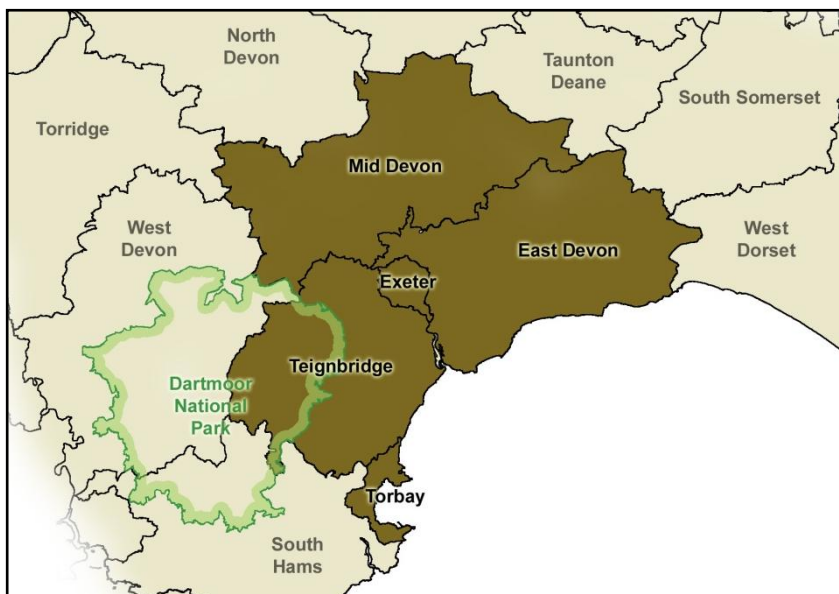 North
Devon
Taunton
Deane
South Somerset
Torridge
Mid Devon
West
Devon
East Devon
West
Dorset
Exeter
Teignbridge
Dartmoor
National
Park
Torbay
South
Hams